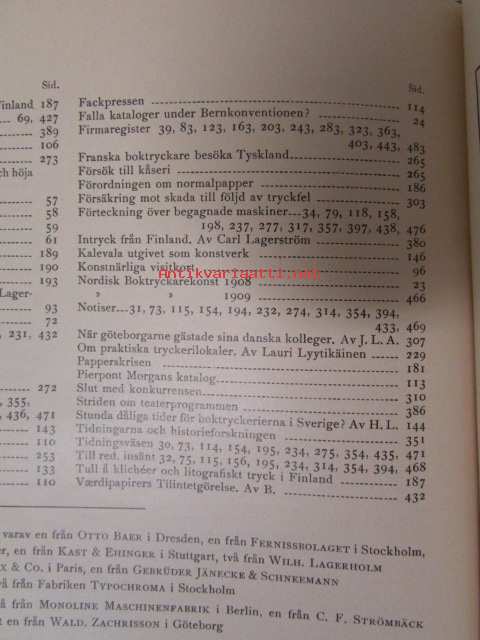 Sid.
Sid.
Finland 187
69, 427
389
106
273
ch höja
57
58
59
61
189
190
193
Lager-
93
72
231, 432
272
355,
436, 471
143
110
253
133
110
Fackpressen 114
Falla kataloger under Bernkonventionen? 24
Firmaregister 39, 83, 123, 163, 203, 243, 283, 323, 363,
403, 443, 483
Franska boktryckare besöka Tyskland 265
Försök till kåseri 265
Förordningen om normalpapper 186
Försäkring mot skada till följd av tryckfel 303
Förteckning över begagnade maskiner 34, 79, 118, 158,
198, 237, 277, 317, 357, 397, 438, 476
Intryck från Finland. Av Carl Lagerström 380
Kalevala utgivet som konstverk 146
Konstnärliga visitkort 96
Antikvariaatti.net
Nordisk Boktryckarekonst 1908 23
» » 1909 466
Notiser 31, 73, 115, 154, 194, 232, 274, 314, 354, 394,
433, 469
När göteborgarne gästade sina danska kolleger. Av J. L. A. 307
Om praktiska tryckerilokaler. Av Lauri Lyytikäinen 229
Papperskrisen 181
Pierpont Morgans katalog 113
Slut med konkurrensen 310
Striden om teaterprogrammen 386
Stunda dåliga tider för boktryckerierna i Sverige? Av H. L. 144
Tidningarna och historieforskningen 351
Tidningsväsen 30, 73, 114, 154, 195, 234, 275, 354, 435, 471
Till red. insänt 32, 75, 115, 156, 195, 234, 314, 354, 394, 468
Tull å klichéer och litografiskt tryck i Finland 187
Værdipapirers Tilintetgörelse. Av B. 432
varav en från OTTO BAER i Dresden, en från FERNISSBOLAGET i Stockholm,
er, en från KAST & EHINGER i Stuttgart, två från WILH. LAGERHOLM
x & Co. i Paris, en från GEBRÜDER JÄNECKE & SCHNEEMANN
vå från Fabriken TYPOCHROMA i Stockholm
å från MONOLINE MASCHINENFABRIK i Berlin, en från C. F. STRÖMBÄCK
t en från WALD. ZACHRISSON i Göteborg